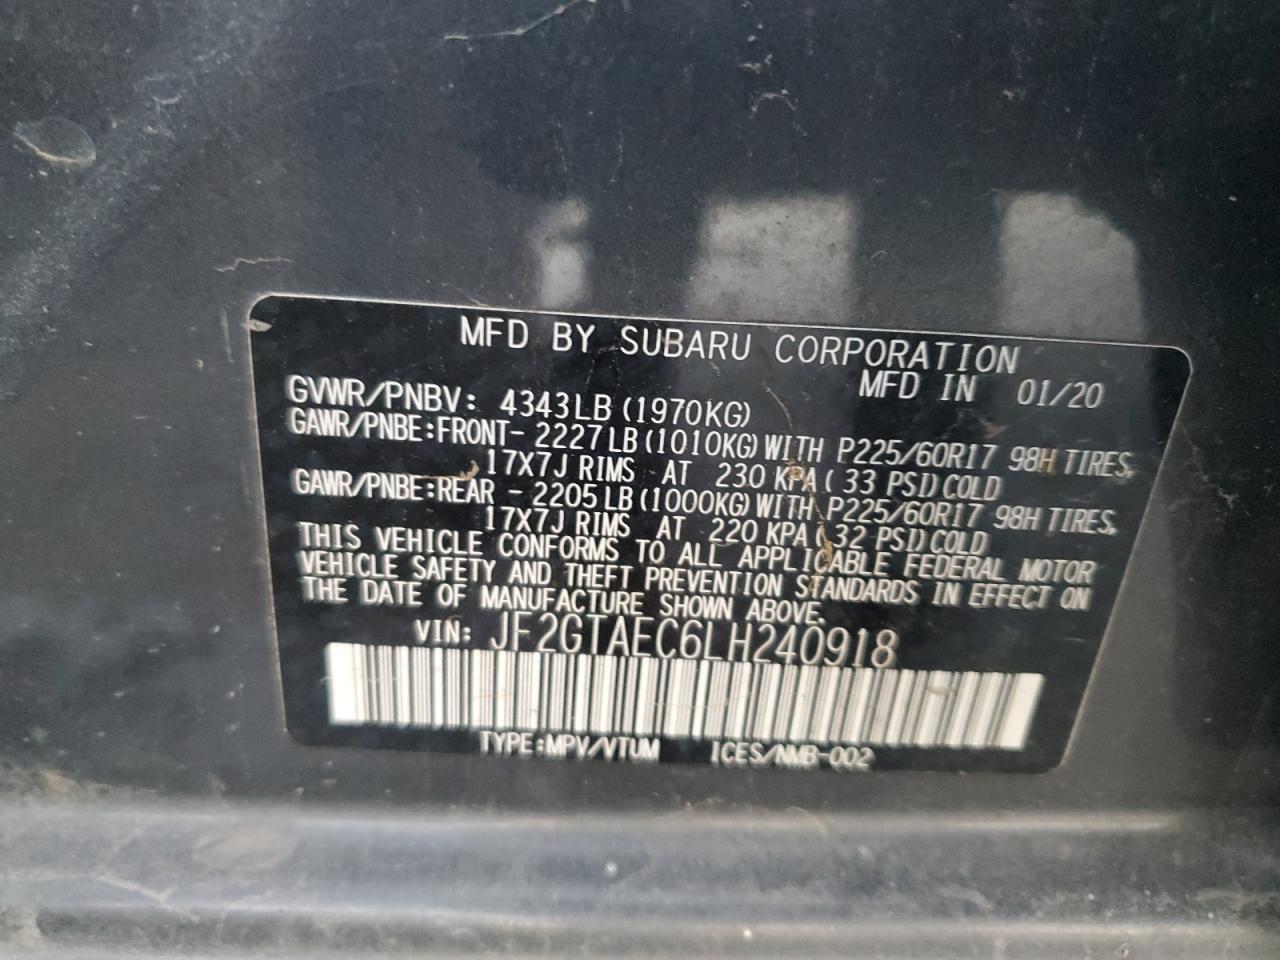 MFD BY SUBARU CORPORATION
MFD IN 01/20
GVWR/PNBV: 4343LB (1970KG)
GAWR/PNBE:FRONT- 2227LB (1010KG) WITH P225/60R17 98H TIRES,
17X7J RIMS AT 230 KPA ( 33 PSI) COLD
GAWR/PNBE:REAR - 2205LB (1000KG) WITH P225/60R17 98H TIRES,
17X7J RIMS AT 220 KPA ( 32 PSI) COLD
THIS VEHICLE CONFORMS TO ALL APPLICABLE FEDERAL MOTOR
VEHICLE SAFETY AND THEFT PREVENTION STANDARDS IN EFFECT ON
THE DATE OF MANUFACTURE SHOWN ABOVE.
VIN: JF2GTAEC6LH240918
TYPE:MPV/VTUM ICES/NMB-002